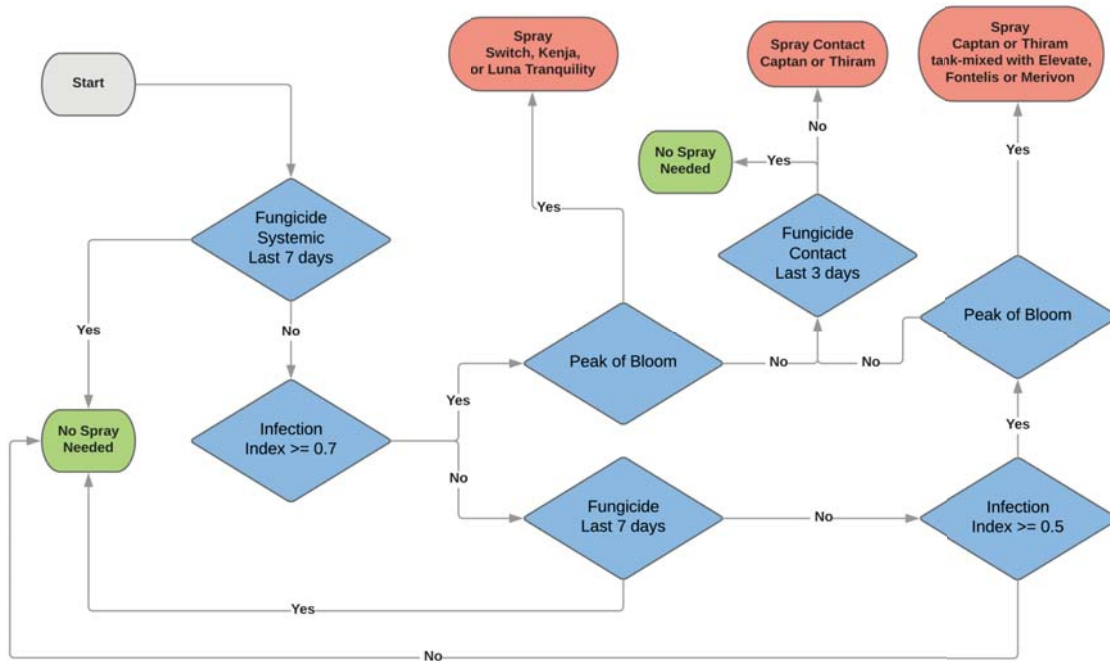 Spray
Switch, Kenja,
or Luna Tranquility
Spray Contact
Captan or Thiram
Spray
Captan or Thiram
tank-mixed with Elevate,
Fontelis or Merivon
Start
No
Yes
No Spray
Needed
Yes
Yes
Fungicide
Systemic
Last 7 days
Fungicide
Contact
Last 3 days
Yes
No
Peak of Bloom
No
No
Peak of Bloom
No Spray
Needed
Infection
Index >= 0.7
Yes
No
Yes
Fungicide
Last 7 days
No
Infection
Index >= 0.5
Yes
No